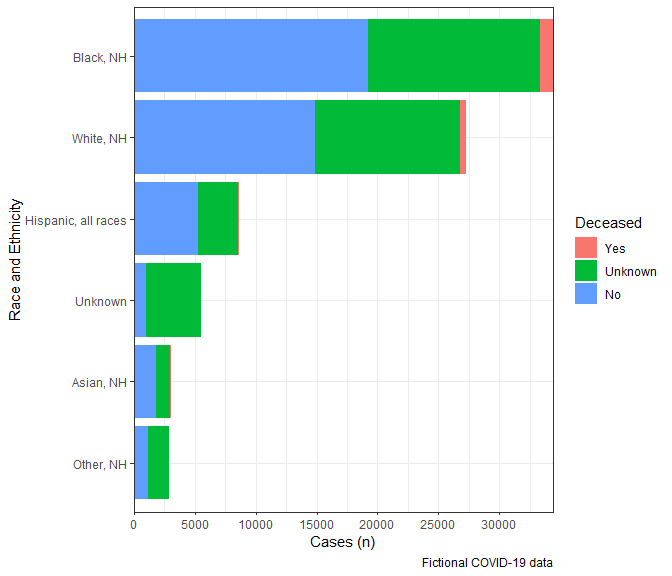 Black, NH
White, NH
Hispanic, all races
Unknown
Asian, NH
Other, NH
Race and Ethnicity
0 5000 10000 15000 20000 25000 30000
Cases (n)
Fictional COVID-19 data
Deceased
Yes
Unknown
No